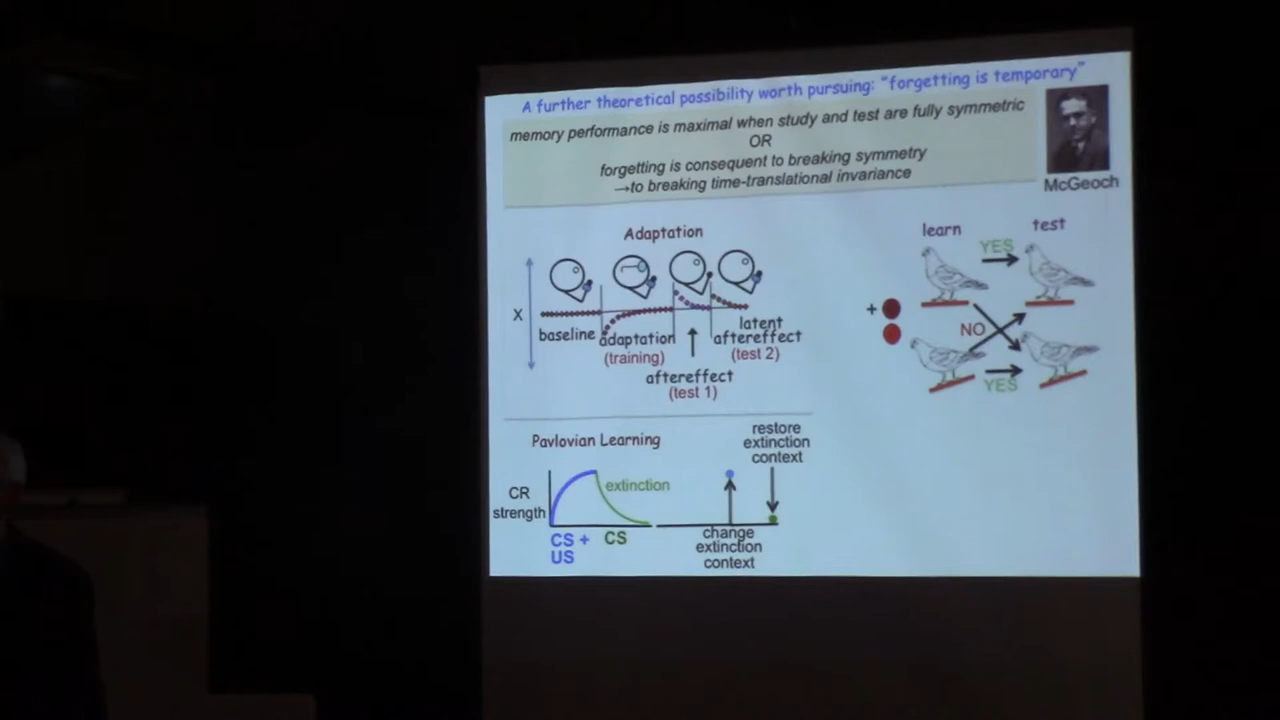 A further theoretical possibility worth pursuing: “forgetting is temporary”
memory performance is maximal when study and test are fully symmetric
OR
forgetting is consequent to breaking symmetry
→to breaking time-translational invariance
McGeoch
Adaptation
X
baseline
adaptation
(training)
aftereffect
(test 1)
latent
aftereffect
(test 2)
learn
test
YES
+
NO
YES
Pavlovian Learning
CR
strength
extinction
CS +
US
CS
restore
extinction
context
change
extinction
context